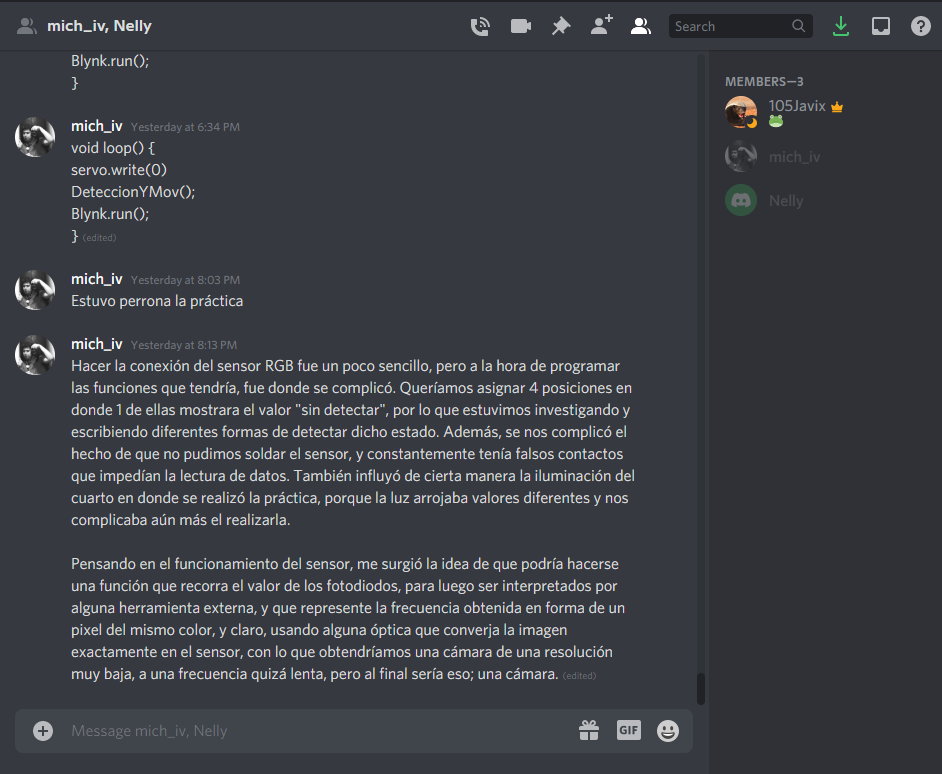 mich_iv, Nelly
Search
Blynk.run();
}
mich_iv Yesterday at 6:34 PM
void loop() {
servo.write(0)
DeteccionYMov();
Blynk.run();
} (edited)
mich_iv Yesterday at 8:03 PM
Estuvo perrona la práctica
mich_iv Yesterday at 8:13 PM
Hacer la conexión del sensor RGB fue un poco sencillo, pero a la hora de programar
las funciones que tendría, fue donde se complicó. Queríamos asignar 4 posiciones en
donde 1 de ellas mostrara el valor "sin detectar", por lo que estuvimos investigando y
escribiendo diferentes formas de detectar dicho estado. Además, se nos complicó el
hecho de que no pudimos soldar el sensor, y constantemente tenía falsos contactos
que impedían la lectura de datos. También influyó de cierta manera la iluminación del
cuarto en donde se realizó la práctica, porque la luz arrojaba valores diferentes y nos
complicaba aún más el realizarla.
Pensando en el funcionamiento del sensor, me surgió la idea de que podría hacerse
una función que recorra el valor de los fotodiodos, para luego ser interpretados por
alguna herramienta externa, y que represente la frecuencia obtenida en forma de un
pixel del mismo color, y claro, usando alguna óptica que converja la imagen
exactamente en el sensor, con lo que obtendríamos una cámara de una resolución
muy baja, a una frecuencia quizá lenta, pero al final sería eso; una cámara. (edited)
Message mich_iv, Nelly
GIF
MEMBERS—3
105Javix
mich_iv
Nelly